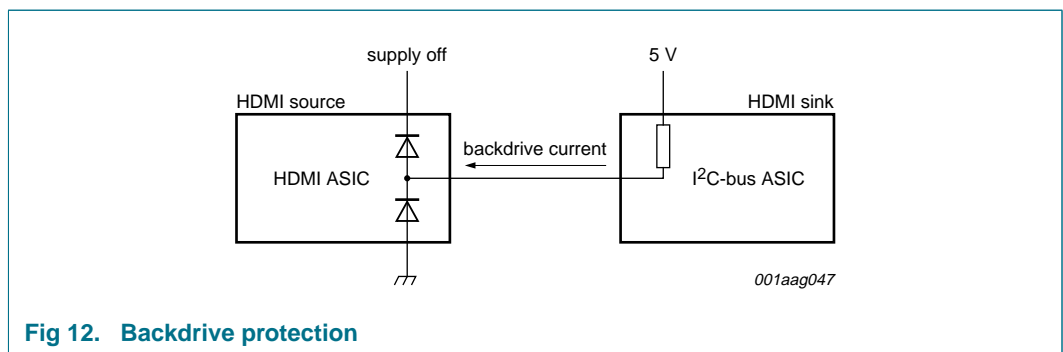 supply off
5 V
HDMI source
HDMI sink
backdrive current
HDMI ASIC
I2C-bus ASIC
001aag047
Fig 12. Backdrive protection